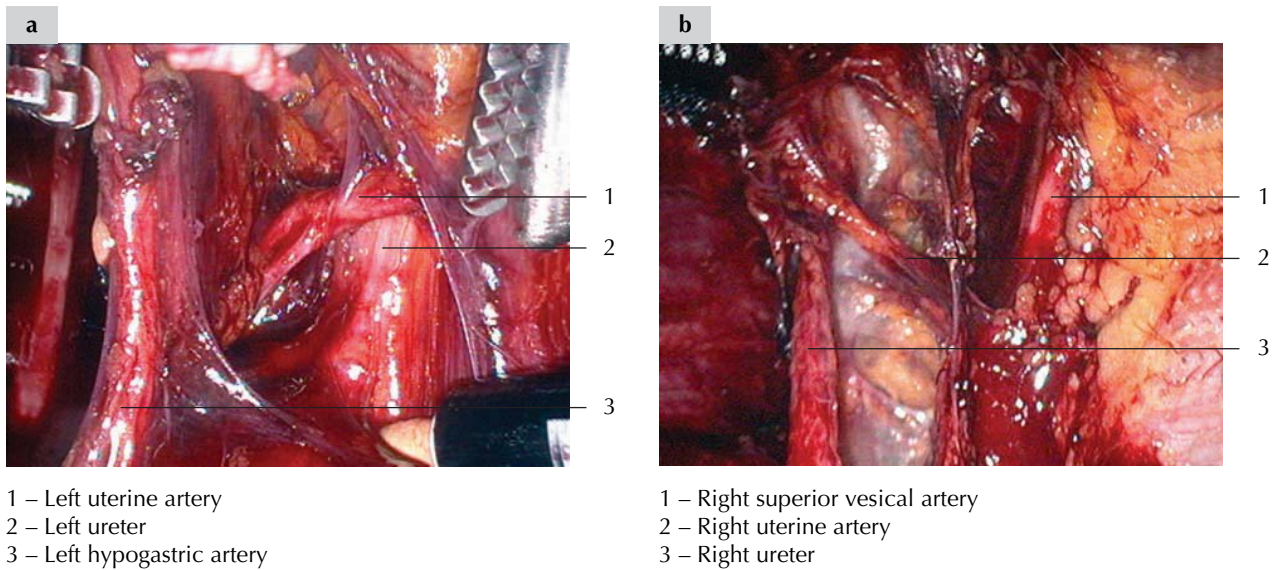 a
1
2
3
1 – Left uterine artery
2 – Left ureter
3 – Left hypogastric artery
b
1
2
3
1 – Right superior vesical artery
2 – Right uterine artery
3 – Right ureter